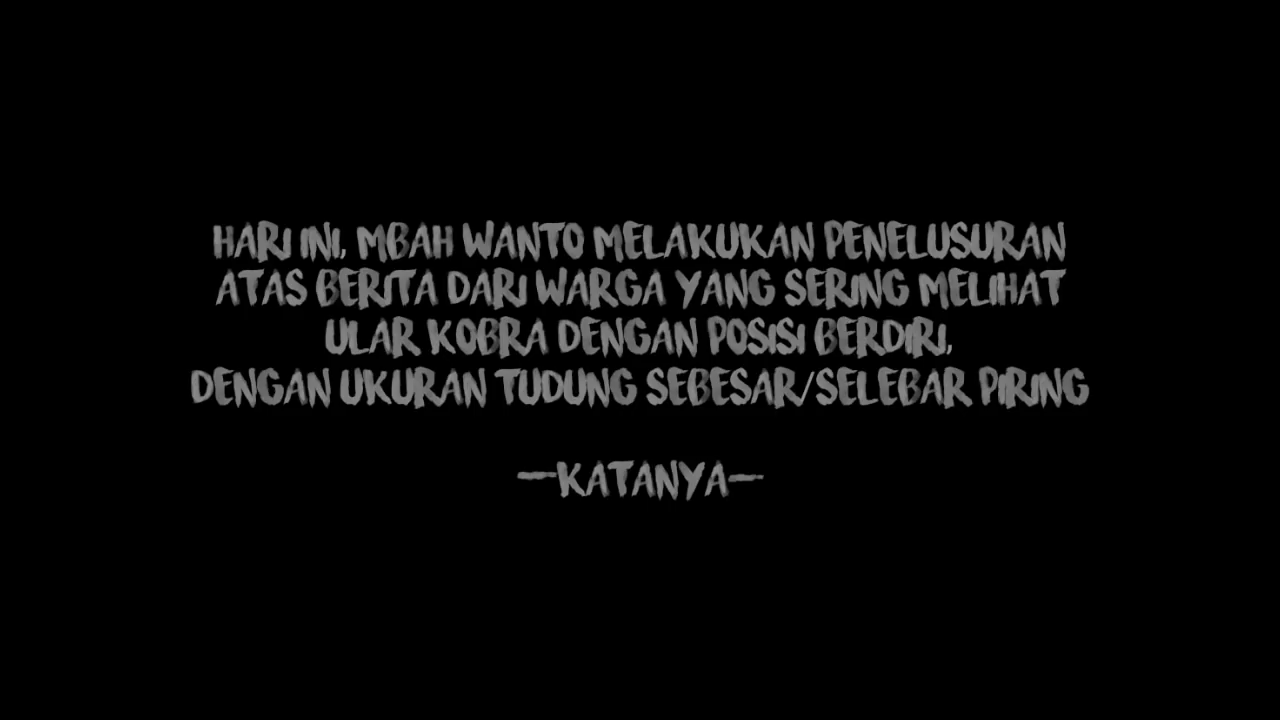 HARI INI, MBAH WANTO MELAKUKAN PENELUSURAN
ATAS BERITA DARI WARGA YANG SERING MELIHAT
ULAR KOBRA DENGAN POSISI BERDIRI,
DENGAN UKURAN TUDUNG SEBESAR/SELEBAR PIRING
—KATANYA—